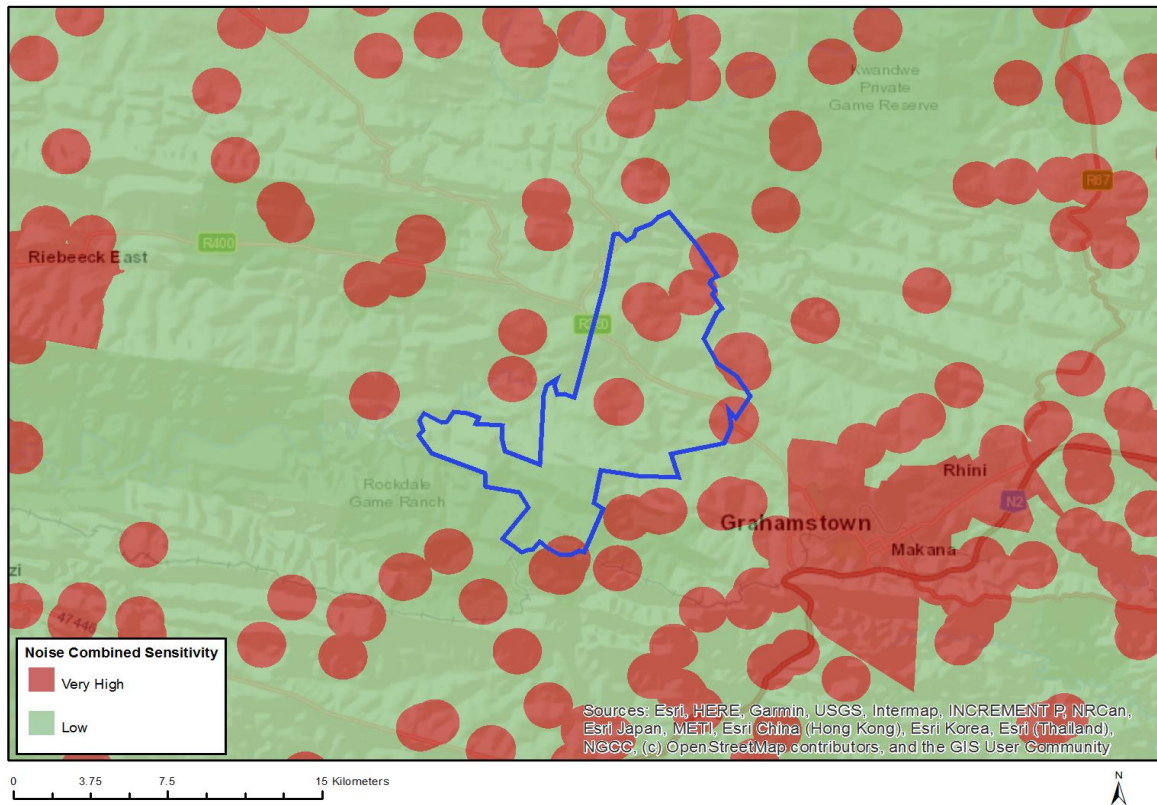 Kwandwe
Private
Game Reserve
R67
R400
Riebeeck East
Rockdale
Game Ranch
Rhini
N2
Grahamstown
Makana
zi
47446
Noise Combined Sensitivity
Very High
Low
Sources: Esri, HERE, Garmin, USGS, Intermap, INCREMENT P, NRCan,
Esri Japan, METI, Esri China (Hong Kong), Esri Korea, Esri (Thailand),
NGCC, (c) OpenStreetMap contributors, and the GIS User Community
0 3.75 7.5 15 Kilometers
N